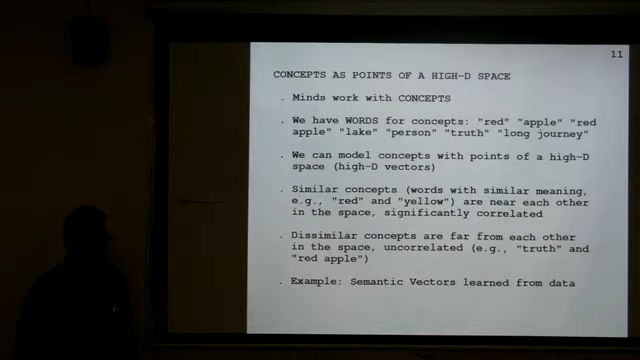 11
CONCEPTS AS POINTS OF A HIGH-D SPACE
. Minds work with CONCEPTS
. We have WORDS for concepts: "red" "apple" "red
apple" "lake" "person" "truth" "long journey"
. We can model concepts with points of a high-D
space (high-D vectors)
. Similar concepts (words with similar meaning,
e.g., "red" and "yellow") are near each other
in the space, significantly correlated
. Dissimilar concepts are far from each other
in the space, uncorrelated (e.g., "truth" and
"red apple")
. Example: Semantic Vectors learned from data